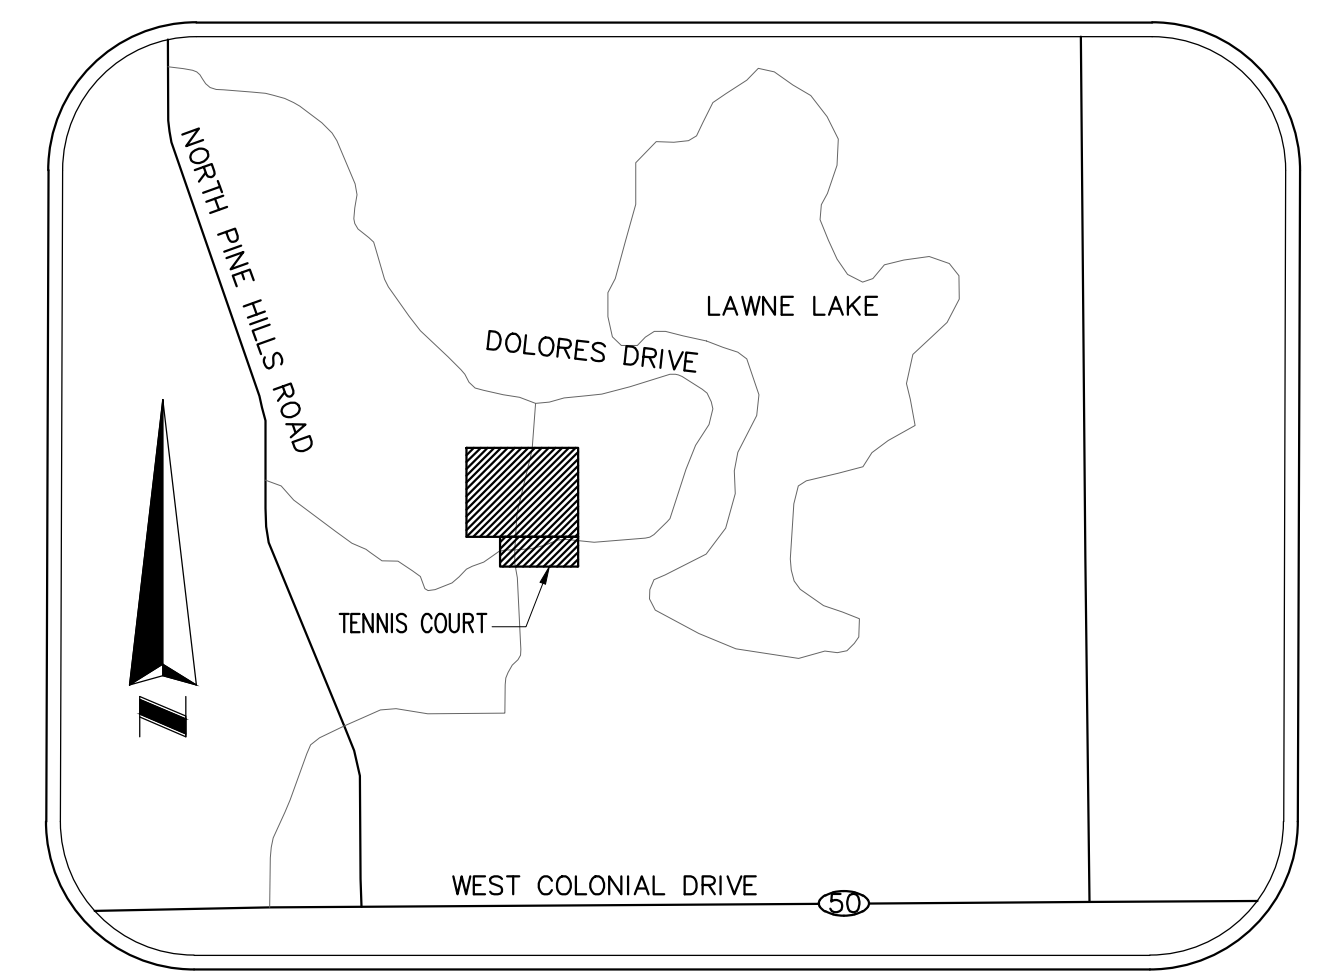 NORTH PINE HILLS ROAD
LAWNE LAKE
DOLORES DRIVE
TENNIS COURT
N
WEST COLONIAL DRIVE
50